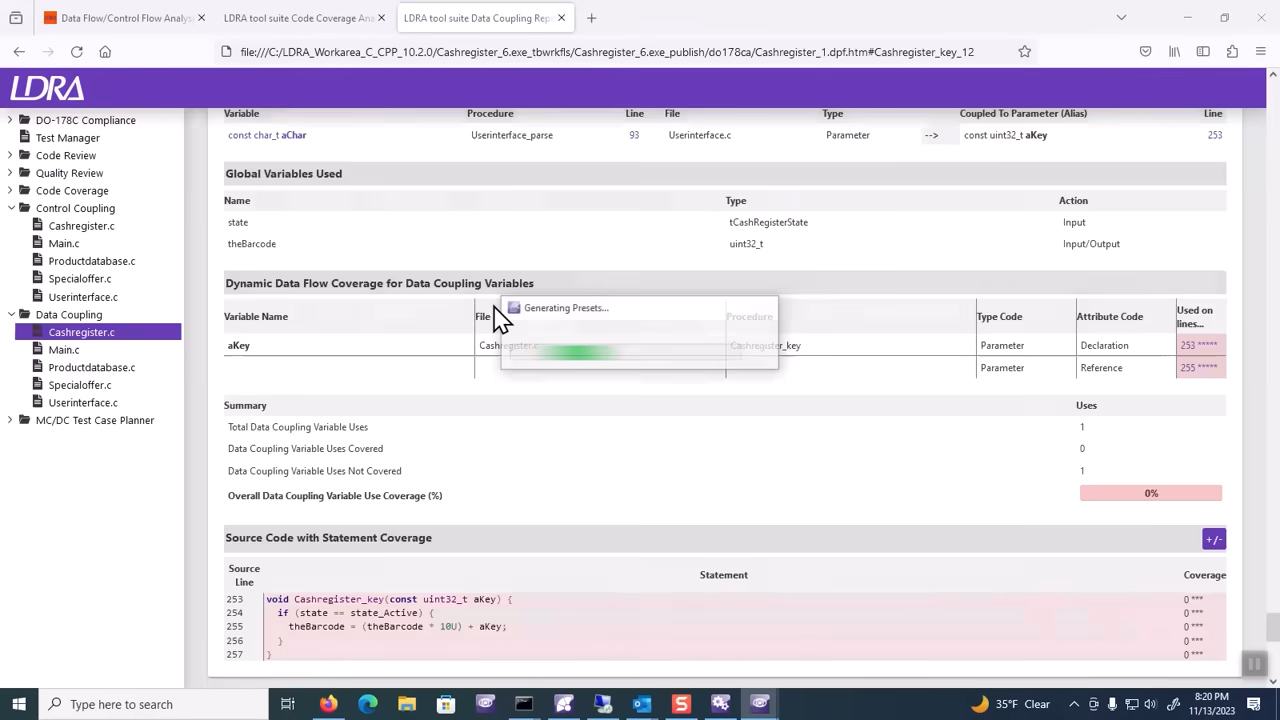 Data Flow/Control Flow Analys
LDRA tool suite Code Coverage An
LDRA tool suite Data Coupling Rep
file:///C:/LDRA_Workarea_C_CPP_10.2.0/Cashregister_6.exe_tbwrkfls/Cashregister_6.exe_publish/do178ca/Cashregister_1.dpf.htm#Cashregister_key_12
LDRA
DO-178C Compliance
Test Manager
Code Review
Quality Review
Code Coverage
Control Coupling
Cashregister.c
Main.c
Productdatabase.c
Specialoffer.c
Userinterface.c
Data Coupling
Cashregister.c
Main.c
Productdatabase.c
Specialoffer.c
Userinterface.c
MC/DC Test Case Planner
Variable Procedure Line File Type Coupled To Parameter (Alias) Line
const char_t aChar Userinterface_parse 93 Userinterface.c Parameter --> const uint32_t aKey 253
Global Variables Used
Name Type Action
state tCashRegisterState Input
theBarcode uint32_t Input/Output
Dynamic Data Flow Coverage for Data Coupling Variables
Variable Name File Procedure Type Code Attribute Code Used on lines...
Generating Presets...
aKey Cashregister.c Cashregister_key Parameter Declaration 253 *****
Parameter Reference 255 *****
Summary Uses
Total Data Coupling Variable Uses 1
Data Coupling Variable Uses Covered 0
Data Coupling Variable Uses Not Covered 1
Overall Data Coupling Variable Use Coverage (%) 0%
Source Code with Statement Coverage +/-
Source Line Statement Coverage
253 void Cashregister_key(const uint32_t aKey) { 0 ***
254 if (state == state_Active) { 0 ***
255 theBarcode = (theBarcode * 10U) + aKey; 0 ***
256 } 0 ***
257 } 0 ***
Type here to search
35°F Clear
8:20 PM
11/13/2023